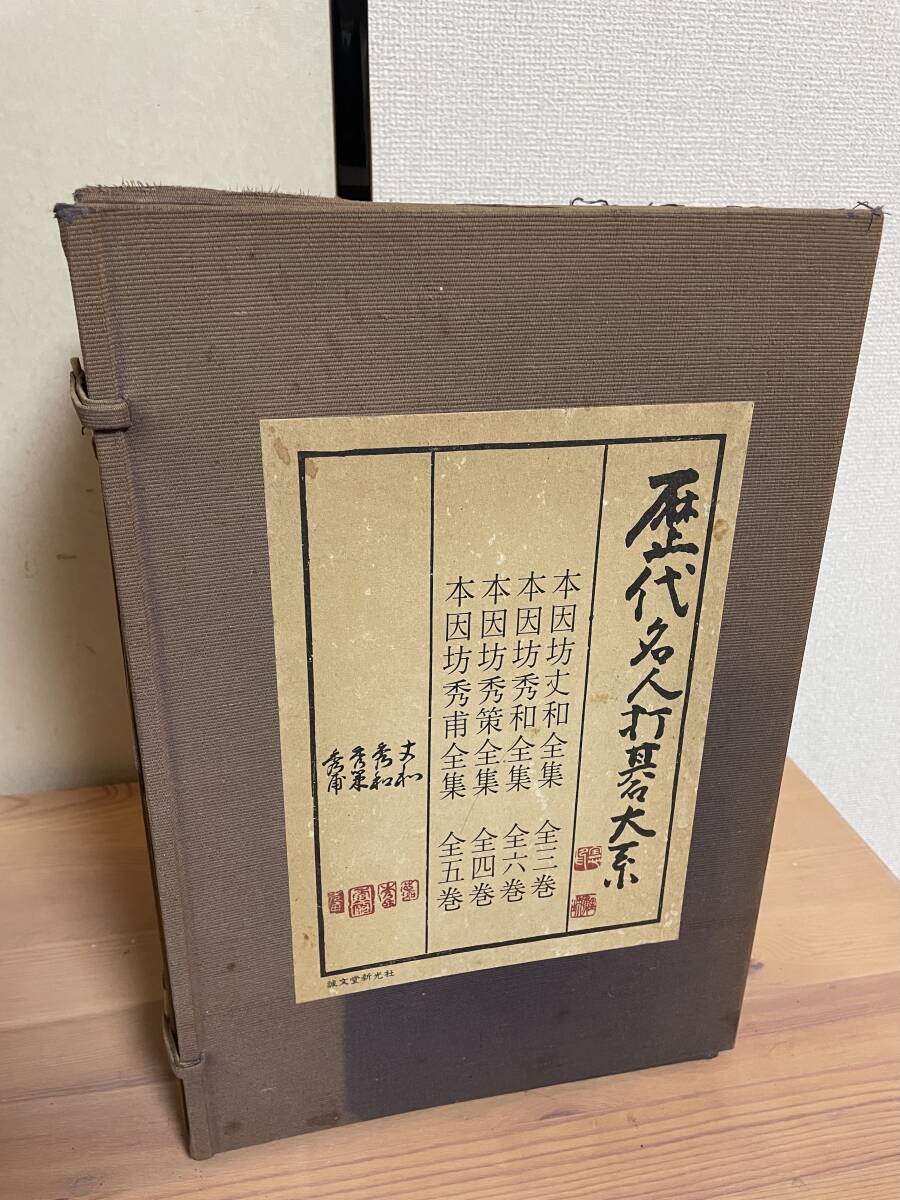 歴代名人打碁大系
本因坊丈和全集 全三巻
本因坊秀和全集 全六巻
本因坊秀策全集 全四巻
本因坊秀甫全集 全五巻
丈和
秀和
秀策
秀甫
誠文堂新光社